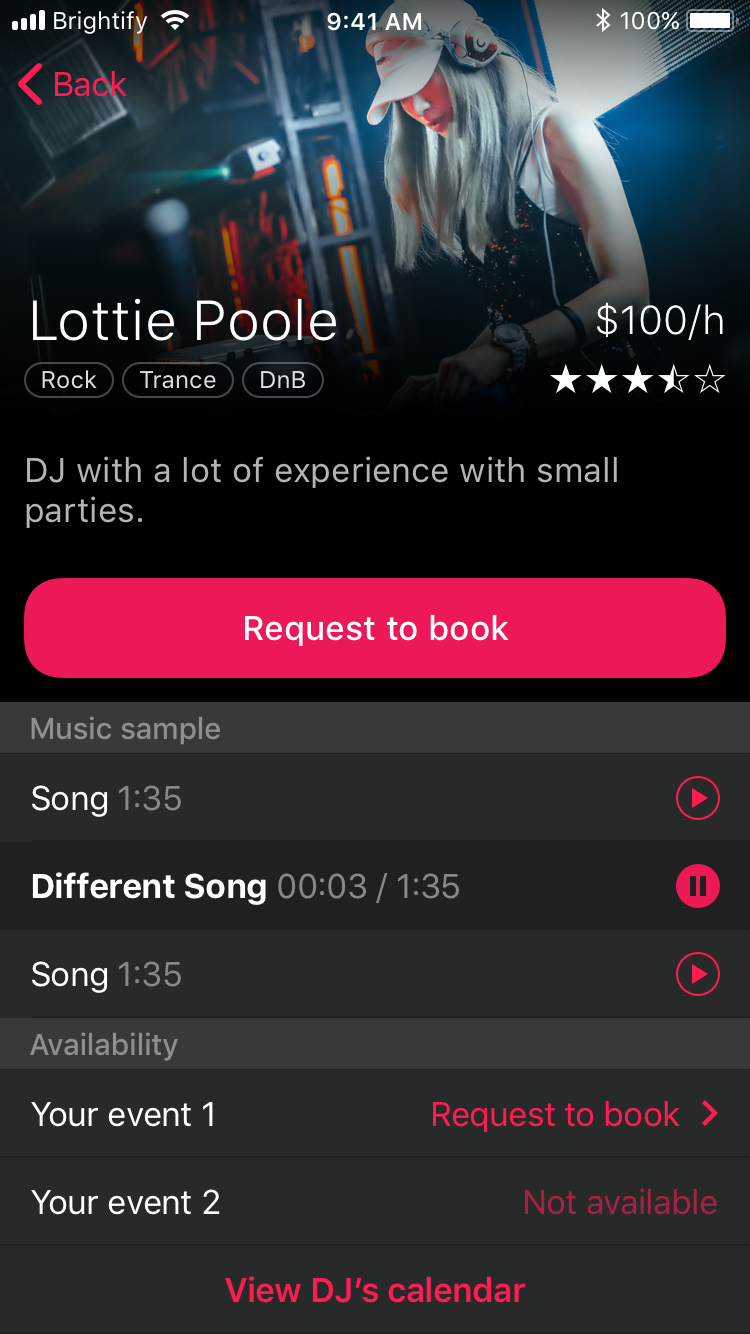 Brightify 9:41 AM 100%
Back
Lottie Poole $100/h
Rock Trance DnB
DJ with a lot of experience with small
parties.
Request to book
Music sample
Song 1:35
Different Song 00:03 / 1:35
Song 1:35
Availability
Your event 1 Request to book
Your event 2 Not available
View DJ’s calendar